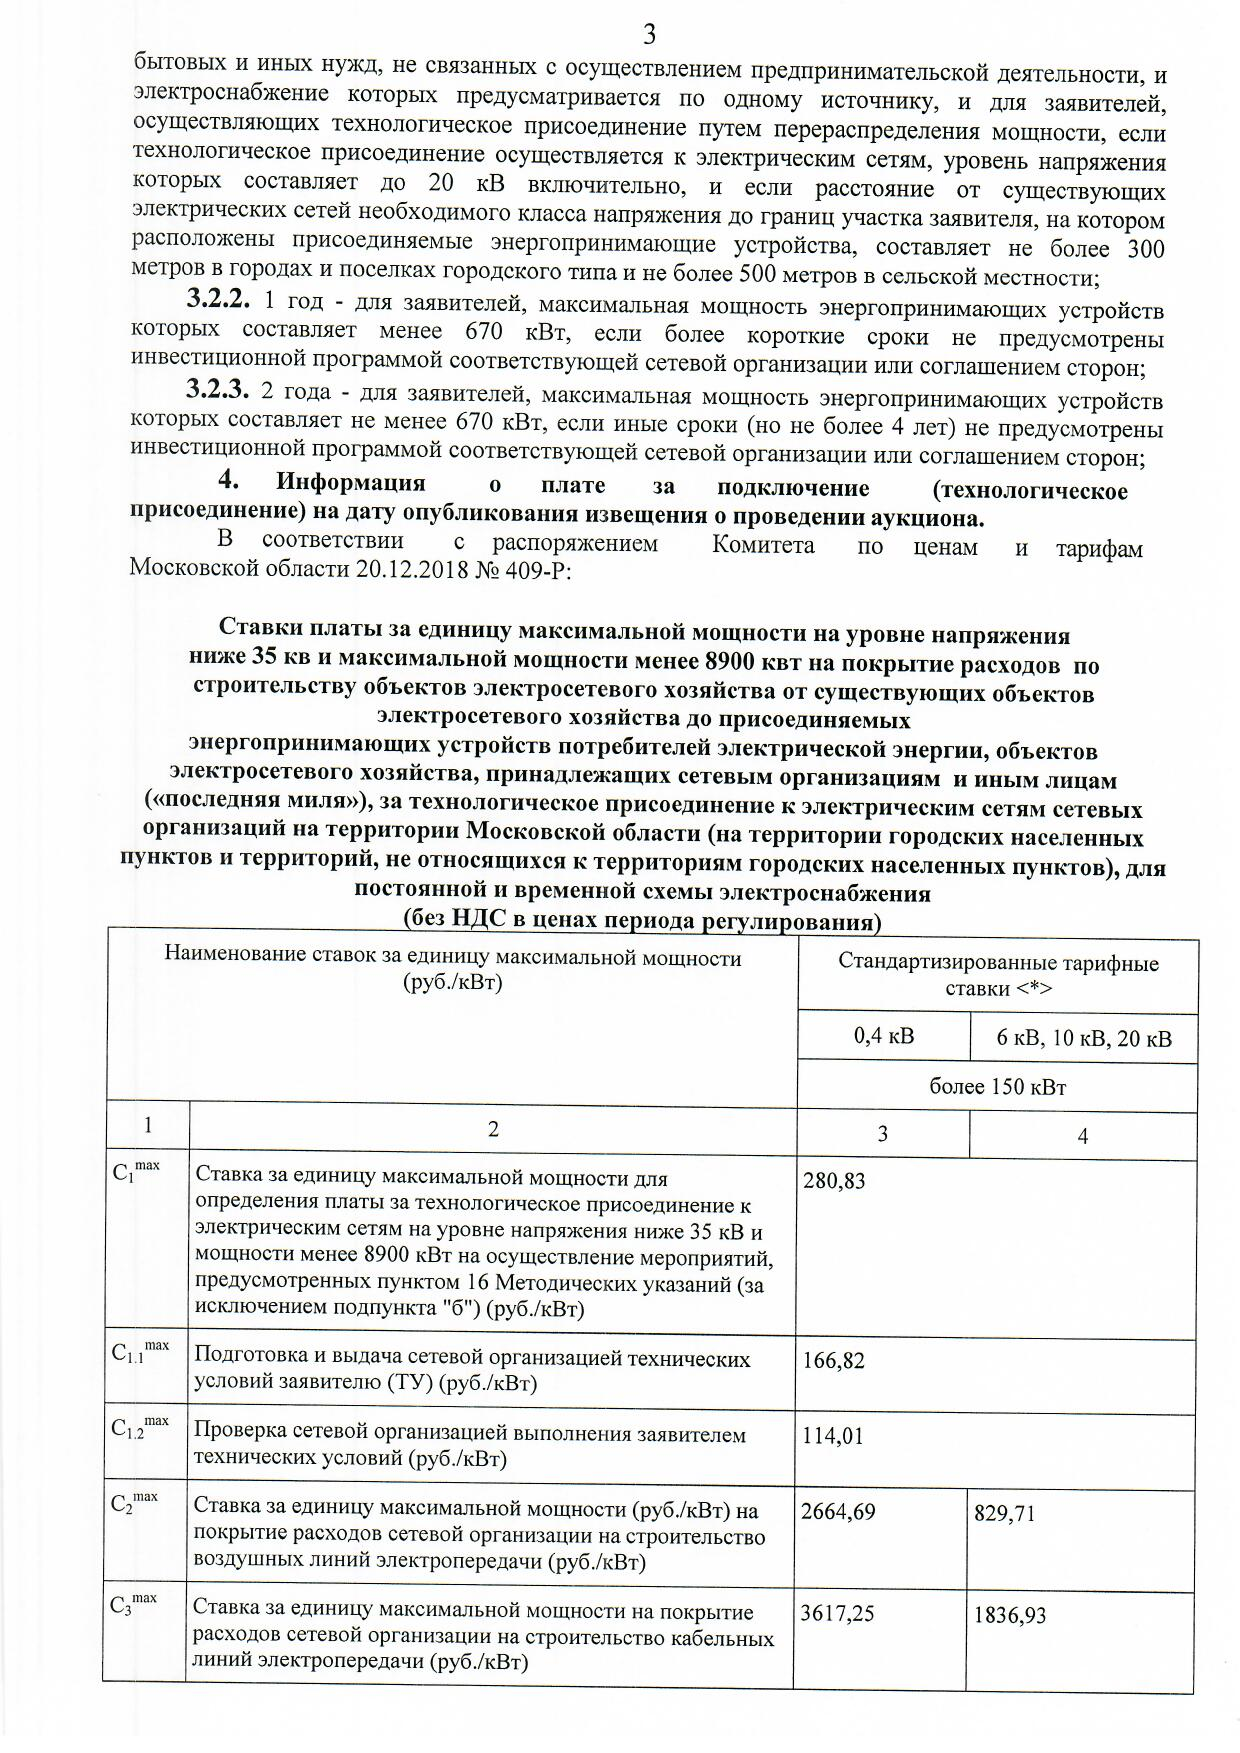 3
бытовых и иных нужд, не связанных с осуществлением предпринимательской деятельности, и
электроснабжение которых предусматривается по одному источнику, и для заявителей,
осуществляющих технологическое присоединение путем перераспределения мощности, если
технологическое присоединение осуществляется к электрическим сетям, уровень напряжения
которых составляет до 20 кВ включительно, и если расстояние от существующих
электрических сетей необходимого класса напряжения до границ участка заявителя, на котором
расположены присоединяемые энергопринимающие устройства, составляет не более 300
метров в городах и поселках городского типа и не более 500 метров в сельской местности;
3.2.2. 1 год - для заявителей, максимальная мощность энергопринимающих устройств
которых составляет менее 670 кВт, если более короткие сроки не предусмотрены
инвестиционной программой соответствующей сетевой организации или соглашением сторон;
3.2.3. 2 года - для заявителей, максимальная мощность энергопринимающих устройств
которых составляет не менее 670 кВт, если иные сроки (но не более 4 лет) не предусмотрены
инвестиционной программой соответствующей сетевой организации или соглашением сторон;
4. Информация о плате за подключение (технологическое
присоединение) на дату опубликования извещения о проведении аукциона.
В соответствии с распоряжением Комитета по ценам и тарифам
Московской области 20.12.2018 № 409-Р:
Ставки платы за единицу максимальной мощности на уровне напряжения
ниже 35 кв и максимальной мощности менее 8900 квт на покрытие расходов по
строительству объектов электросетевого хозяйства от существующих объектов
электросетевого хозяйства до присоединяемых
энергопринимающих устройств потребителей электрической энергии, объектов
электросетевого хозяйства, принадлежащих сетевым организациям и иным лицам
(«последняя миля»), за технологическое присоединение к электрическим сетям сетевых
организаций на территории Московской области (на территории городских населенных
пунктов и территорий, не относящихся к территориям городских населенных пунктов), для
постоянной и временной схемы электроснабжения
(без НДС в ценах периода регулирования)
Наименование ставок за единицу максимальной мощности
(руб./кВт)
Стандартизированные тарифные
ставки <*>
0,4 кВ 6 кВ, 10 кВ, 20 кВ
более 150 кВт
1 2 3 4
C1max Ставка за единицу максимальной мощности для 280,83
определения платы за технологическое присоединение к
электрическим сетям на уровне напряжения ниже 35 кВ и
мощности менее 8900 кВт на осуществление мероприятий,
предусмотренных пунктом 16 Методических указаний (за
исключением подпункта "б") (руб./кВт)
C1.1max Подготовка и выдача сетевой организацией технических 166,82
условий заявителю (ТУ) (руб./кВт)
C1.2max Проверка сетевой организацией выполнения заявителем 114,01
технических условий (руб./кВт)
C2max Ставка за единицу максимальной мощности (руб./кВт) на 2664,69 829,71
покрытие расходов сетевой организации на строительство
воздушных линий электропередачи (руб./кВт)
C3max Ставка за единицу максимальной мощности на покрытие 3617,25 1836,93
расходов сетевой организации на строительство кабельных
линий электропередачи (руб./кВт)